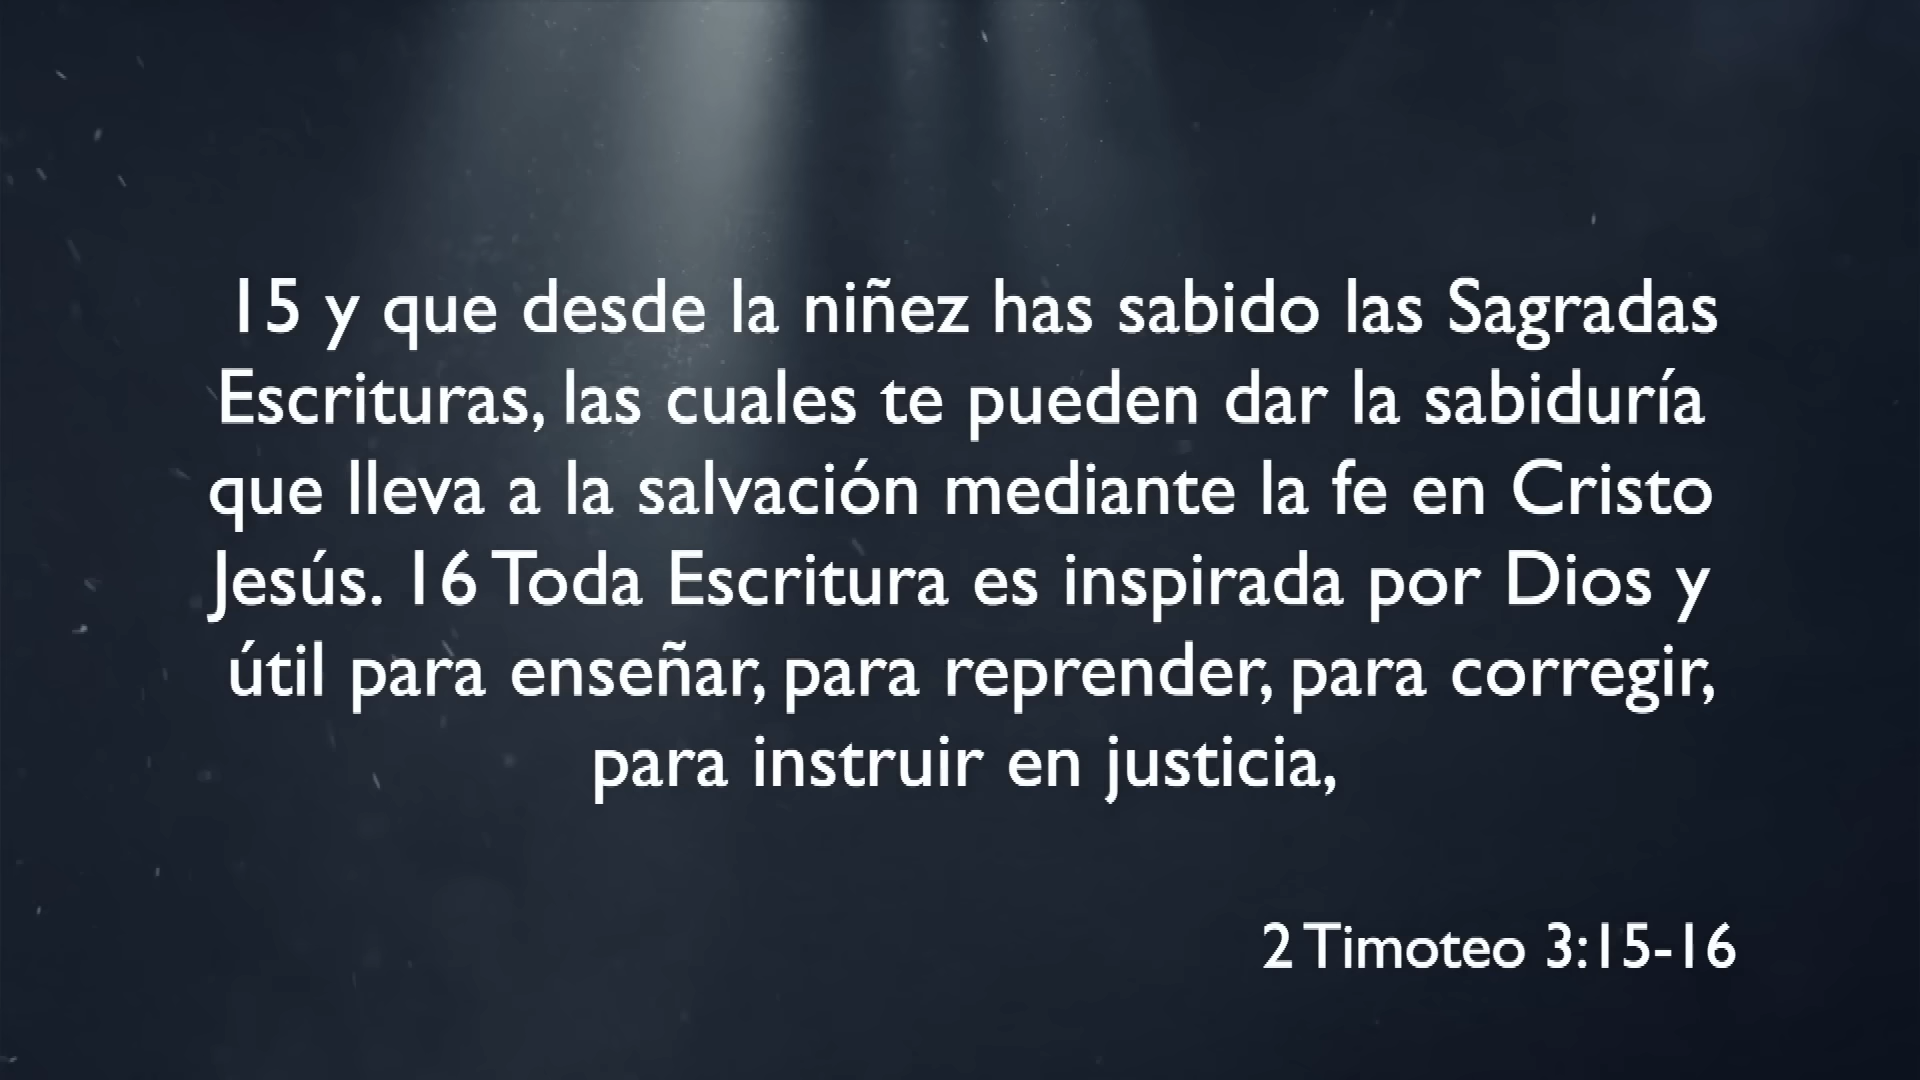 15 y que desde la niñez has sabido las Sagradas
Escrituras, las cuales te pueden dar la sabiduría
que lleva a la salvación mediante la fe en Cristo
Jesús. 16 Toda Escritura es inspirada por Dios y
útil para enseñar, para reprender, para corregir,
para instruir en justicia,
2 Timoteo 3:15-16